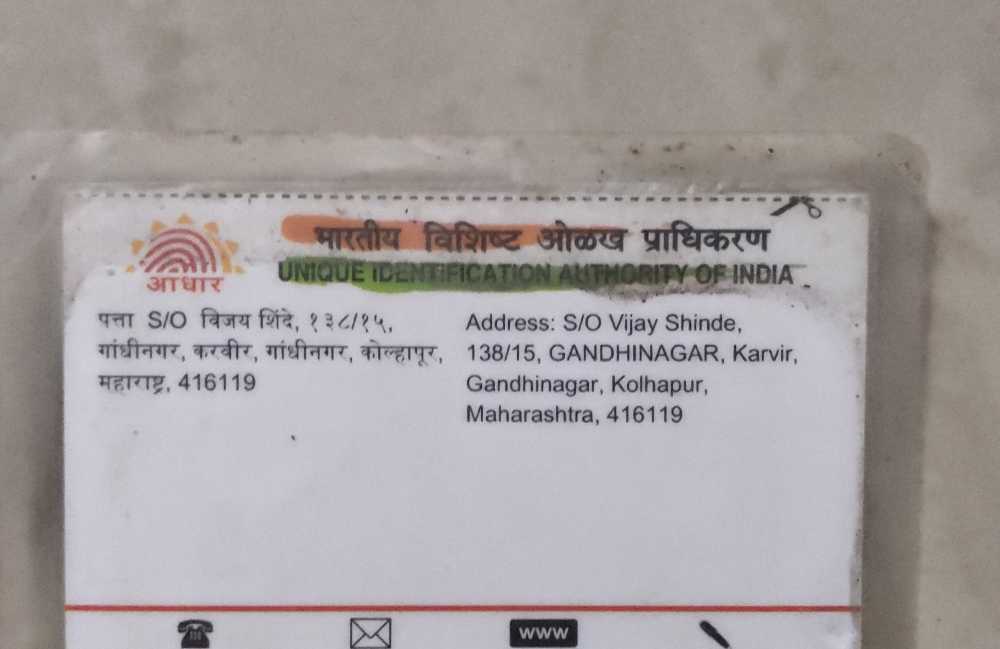 भारतीय विशिष्ट ओळख प्राधिकरण
UNIQUE IDENTIFICATION AUTHORITY OF INDIA
आधार
पत्ता S/O विजय शिंदे, १३८/१५,
गांधीनगर, करवीर, गांधीनगर, कोल्हापूर,
महाराष्ट्र, 416119
Address: S/O Vijay Shinde,
138/15, GANDHINAGAR, Karvir,
Gandhinagar, Kolhapur,
Maharashtra, 416119
www